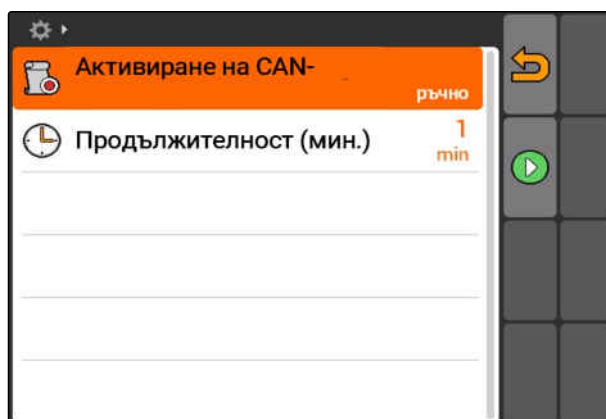 Активиране на CAN-
ръчно
Продължителност (мин.)
1
min